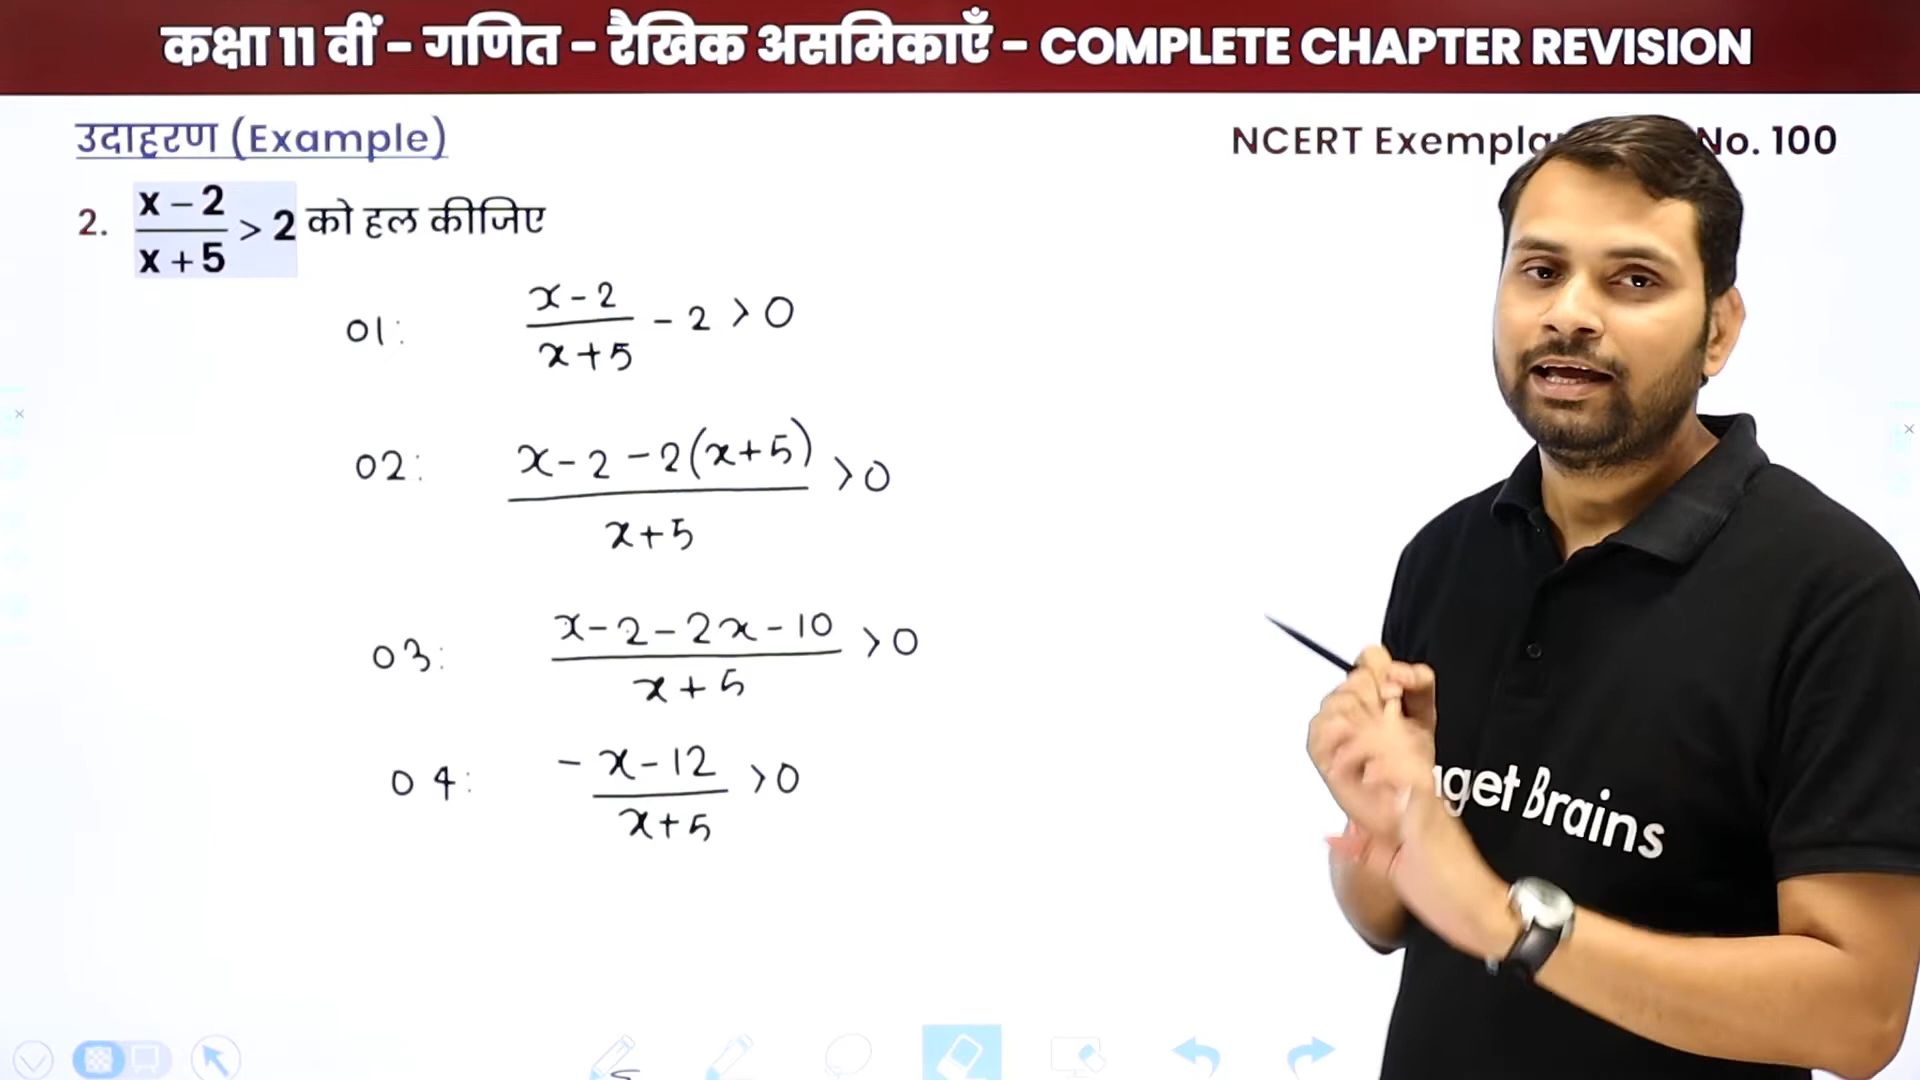 कक्षा 11 वीं - गणित - रैखिक असमिकाएँ - COMPLETE CHAPTER REVISION
उदाहरण (Example)
NCERT Exempla No. 100
2. (x - 2)/(x + 5) > 2 को हल कीजिए
01: (x - 2)/(x + 5) - 2 > 0
02: (x - 2 - 2(x + 5))/(x + 5) > 0
03: (x - 2 - 2x - 10)/(x + 5) > 0
04: (- x - 12)/(x + 5) > 0
get Brains